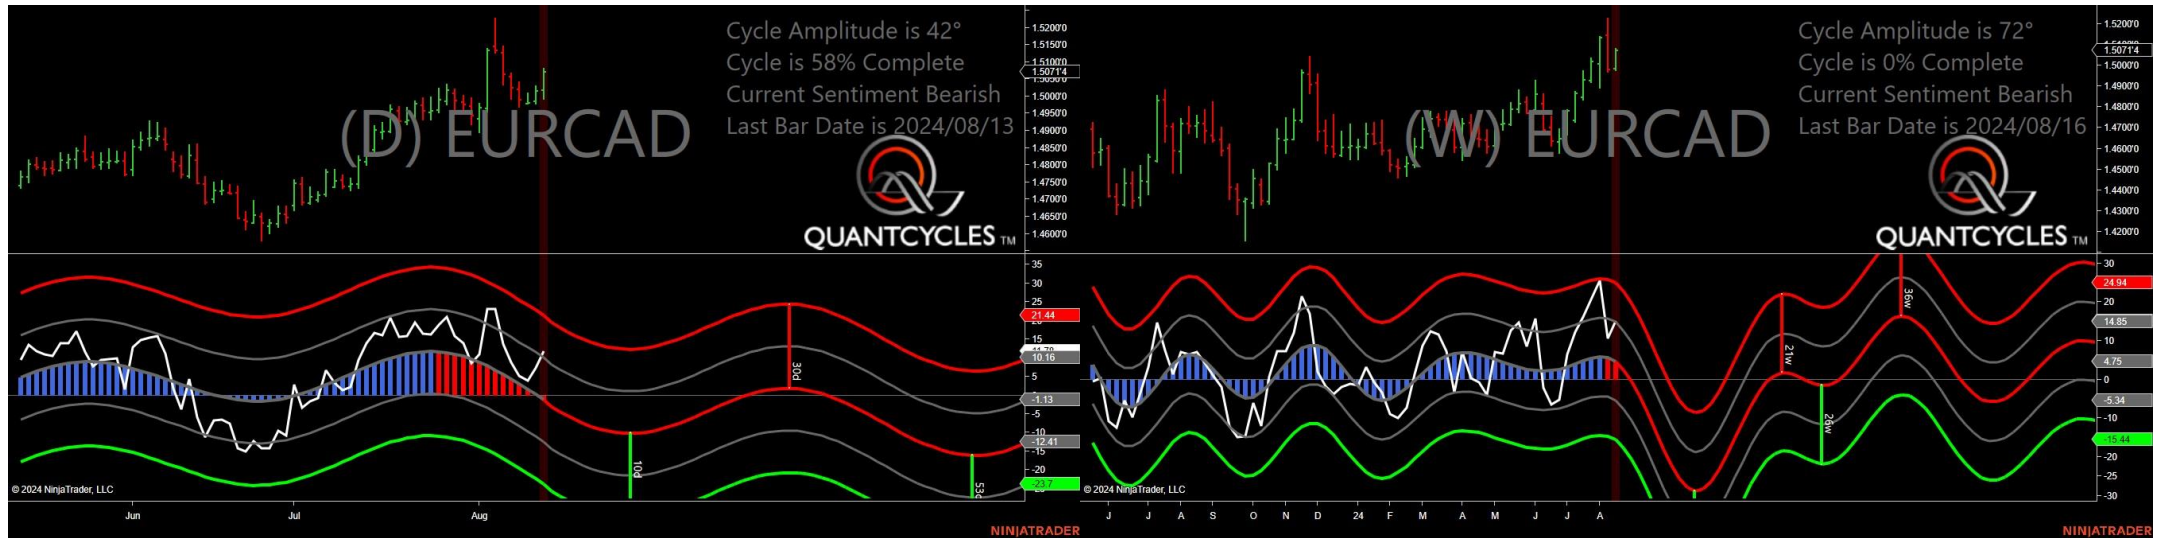 Cycle Amplitude is 42°
Cycle is 58% Complete
Current Sentiment Bearish
Last Bar Date is 2024/08/13
(D) EURCAD
QUANTCYCLES TM
1.5200'0
1.5150'0
1.5100'0
1.5071'4
1.5000'0
1.4950'0
1.4900'0
1.4850'0
1.4800'0
1.4750'0
1.4700'0
1.4650'0
1.4600'0
35
30
25
21.44
15
10.16
5
-1.13
-5
-10
-12.41
-15
-20
-23.7
10d
30d
53d
© 2024 NinjaTrader, LLC
Jun
Jul
Aug
NINJATRADER
Cycle Amplitude is 72°
Cycle is 0% Complete
Current Sentiment Bearish
Last Bar Date is 2024/08/16
(W) EURCAD
QUANTCYCLES TM
1.5200'0
1.5071'4
1.5000'0
1.4900'0
1.4800'0
1.4700'0
1.4600'0
1.4500'0
1.4400'0
1.4300'0
1.4200'0
30
24.94
20
14.85
10
4.75
0
-5.34
-10
-15.44
-20
-25
-30
21w
26w
36w
© 2024 NinjaTrader, LLC
J
J
A
S
O
N
D
24
F
M
A
M
J
J
A
NINJATRADER